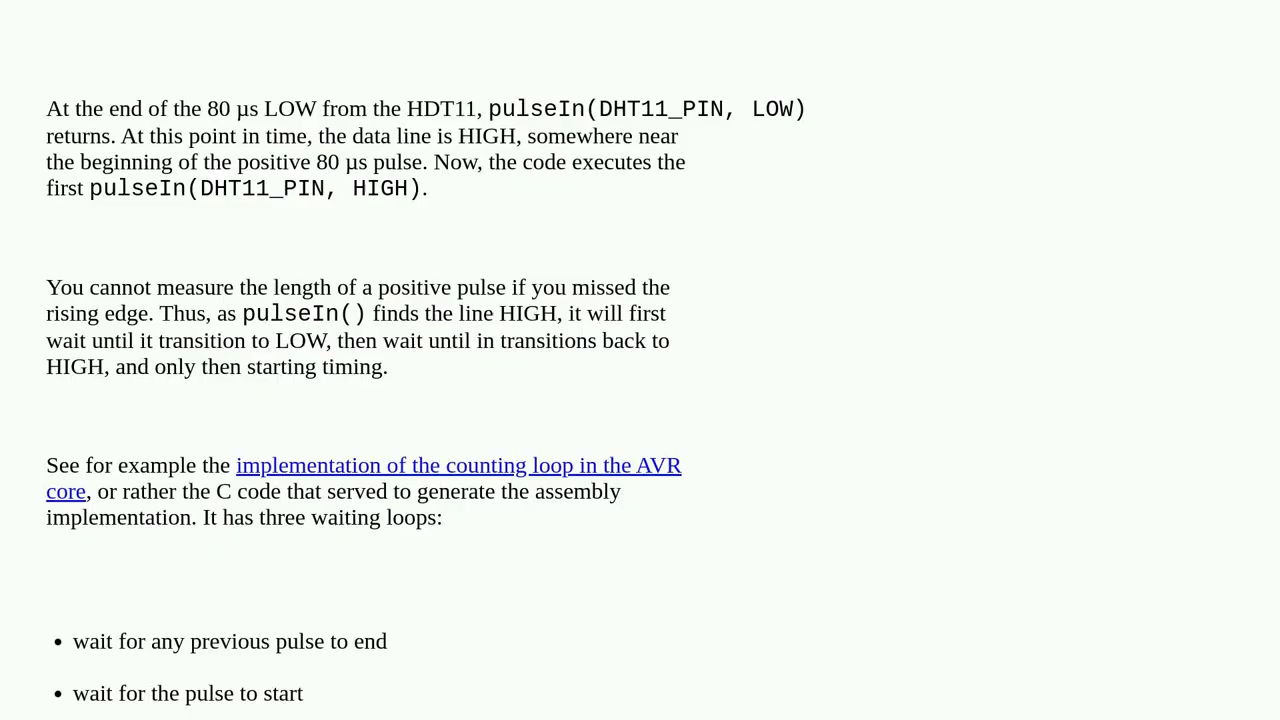 At the end of the 80 µs LOW from the HDT11, pulseIn(DHT11_PIN, LOW)
returns. At this point in time, the data line is HIGH, somewhere near
the beginning of the positive 80 µs pulse. Now, the code executes the
first pulseIn(DHT11_PIN, HIGH).
You cannot measure the length of a positive pulse if you missed the
rising edge. Thus, as pulseIn() finds the line HIGH, it will first
wait until it transition to LOW, then wait until in transitions back to
HIGH, and only then starting timing.
See for example the implementation of the counting loop in the AVR
core, or rather the C code that served to generate the assembly
implementation. It has three waiting loops:
• wait for any previous pulse to end
• wait for the pulse to start